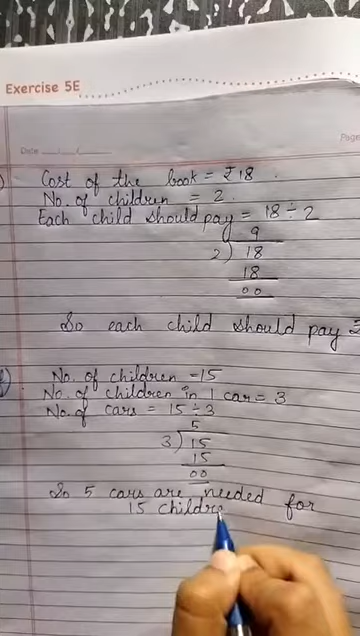 Exercise 5E
Date
Page
Cost of the book = ₹18.
No. of children = 2.
Each child should pay = 18 ÷ 2
9
2) 18
18
00
So each child should pay
No. of children = 15
No. of children in 1 car = 3
No. of cars = 15 ÷ 3
5
3) 15
15
00
So 5 cars are needed for
15 childre